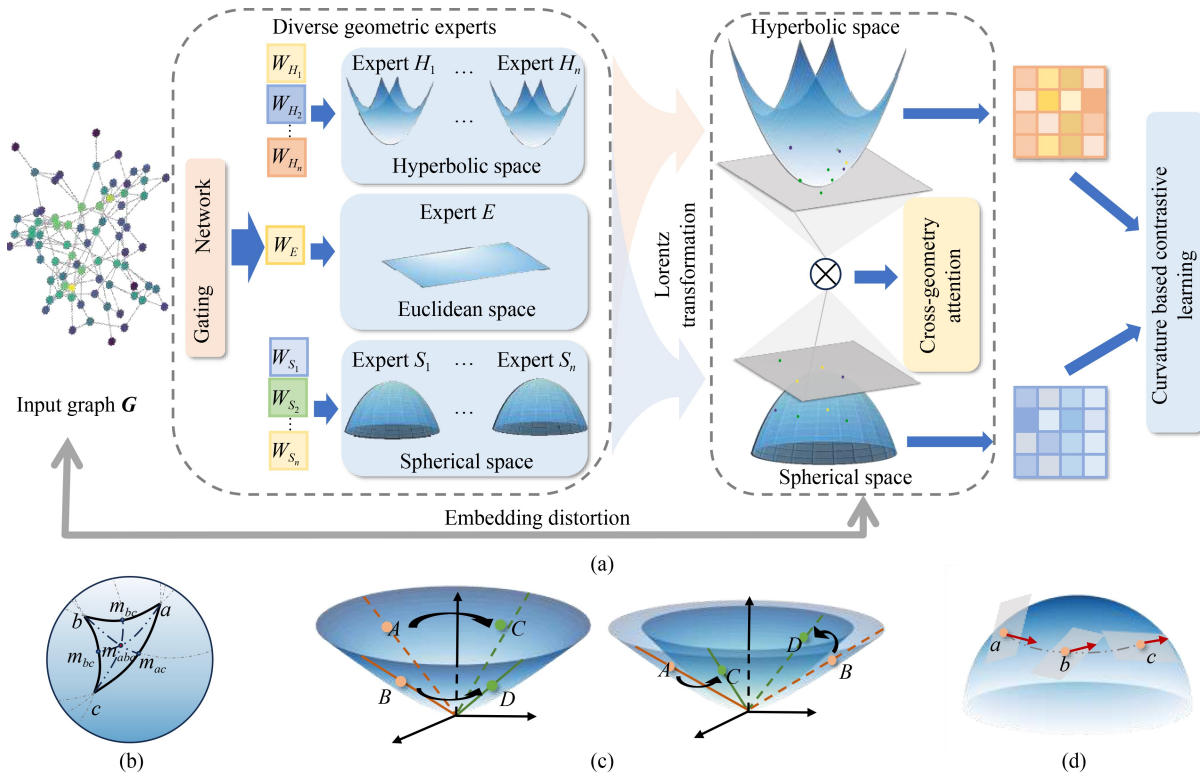 Diverse geometric experts
Hyperbolic space
W_{H_1}
Expert H_1 … Expert H_n
W_{H_2}
…
⋮
W_{H_n}
Hyperbolic space
Gating Network
Expert E
W_E
Euclidean space
Lorentz
transformation
Cross-geometry
attention
Curvature based contrastive
learning
W_{S_1}
Expert S_1 … Expert S_n
W_{S_2}
…
⋮
W_{S_n}
Spherical space
Input graph G
Spherical space
Embedding distortion
(a)
m_{bc}
a
b
m_{bc}
m_{abc}
m_{ac}
c
(b)
A
C
B
D
D
A
C
B
(c)
a
b
c
(d)